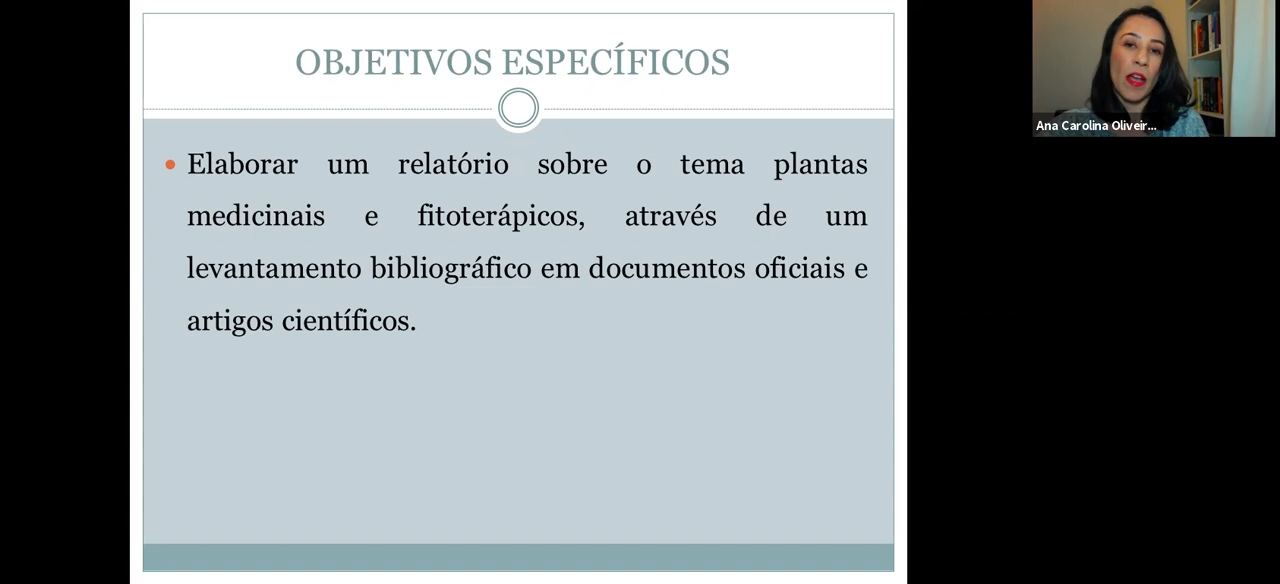 OBJETIVOS ESPECÍFICOS
Elaborar um relatório sobre o tema plantas
medicinais e fitoterápicos, através de um
levantamento bibliográfico em documentos oficiais e
artigos científicos.
Ana Carolina Oliveir...